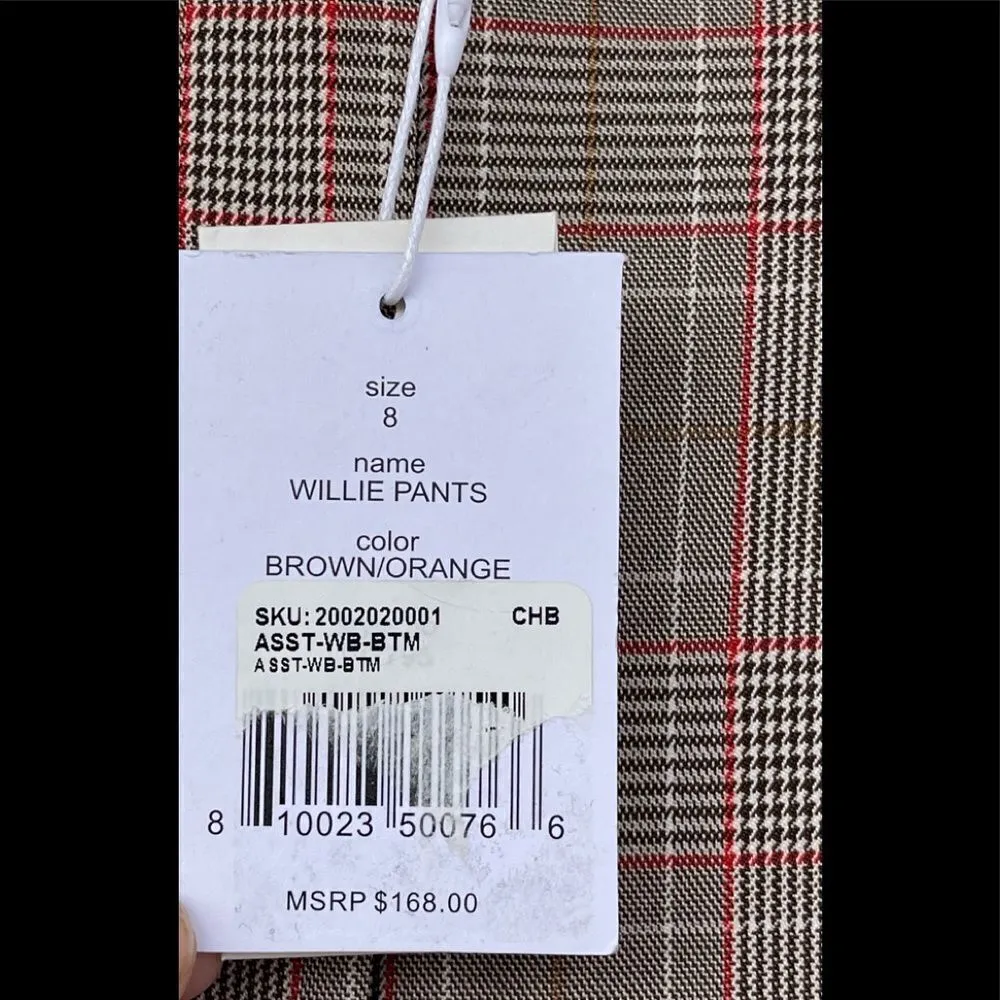 size
8
name
WILLIE PANTS
color
BROWN/ORANGE
SKU: 2002020001 CHB
ASST-WB-BTM
ASST-WB-BTM
8 10023 50076 6
MSRP $168.00